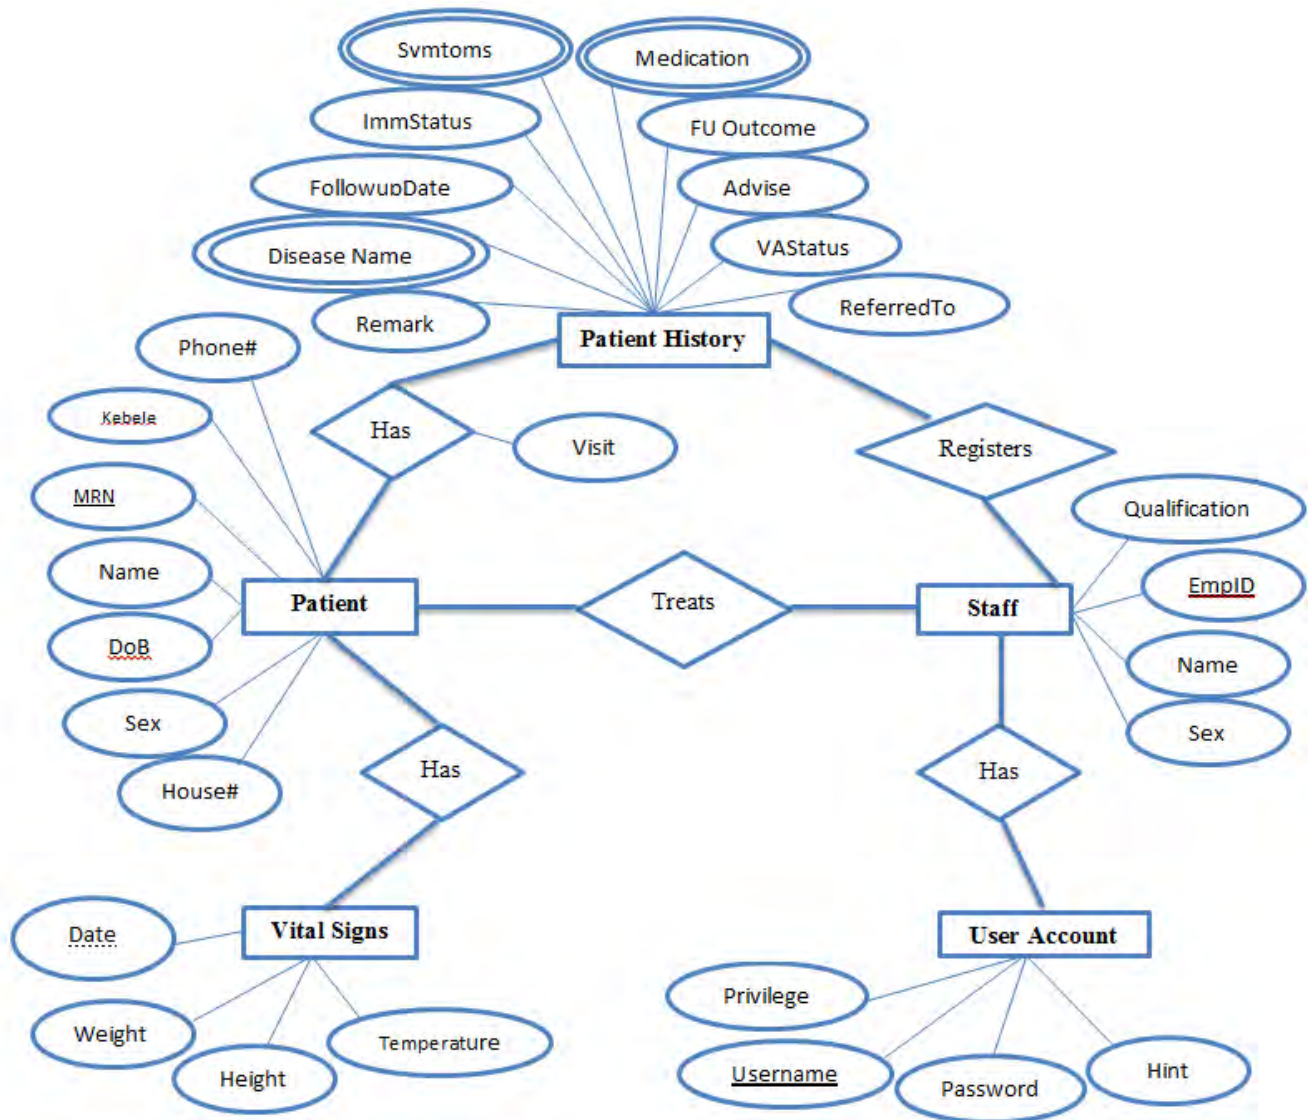 Svmtoms
Medication
ImmStatus
FU Outcome
FollowupDate
Advise
Disease Name
VAStatus
Remark
ReferredTo
Patient History
Phone#
Kebele
Has
Visit
Registers
MRN
Qualification
Name
EmpID
Patient
Treats
Staff
DoB
Name
Sex
Sex
House#
Has
Has
Date
Vital Signs
User Account
Weight
Temperature
Height
Privilege
Username
Password
Hint